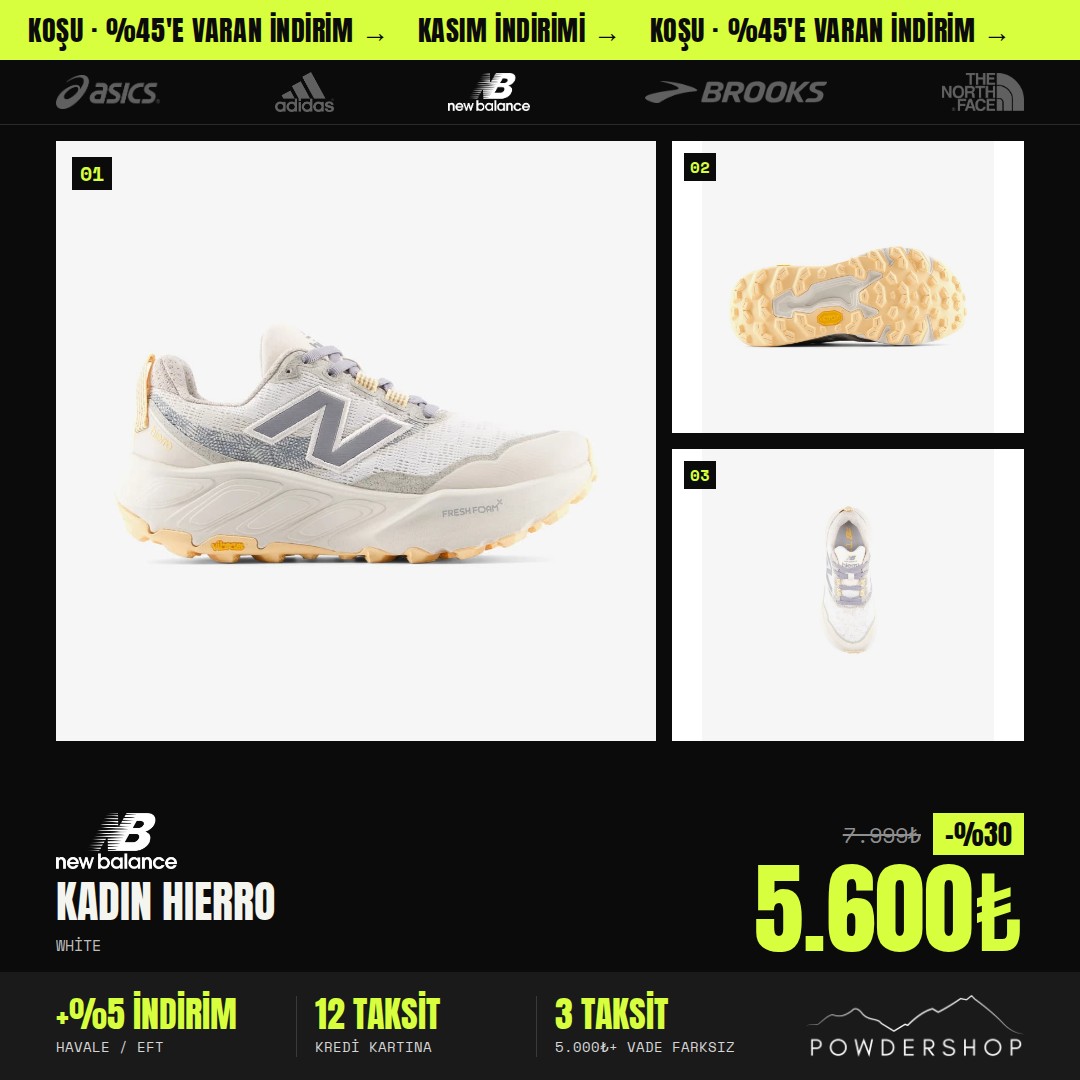 KOŞU · %45'E VARAN İNDİRİM → KASIM İNDİRİMİ → KOŞU · %45'E VARAN İNDİRİM →
asics adidas new balance BROOKS THE NORTH FACE
01
02
03
FRESH FOAM X
vibram
new balance
KADIN HIERRO
WHİTE
7.999₺ -%30
5.600₺
+%5 İNDİRİM
HAVALE / EFT
12 TAKSİT
KREDİ KARTINA
3 TAKSİT
5.000₺+ VADE FARKSIZ
POWDERSHOP